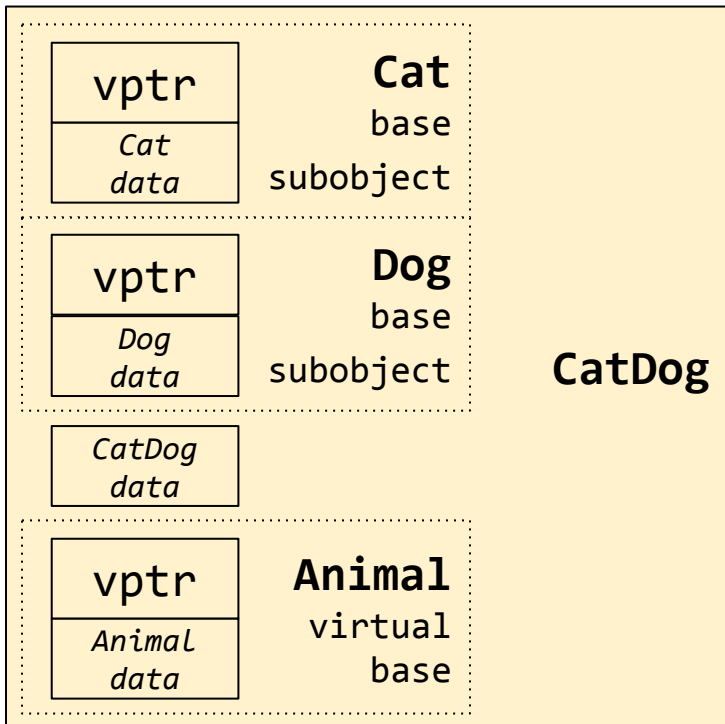 vptr
Cat
data
Cat
base
subobject
vptr
Dog
data
Dog
base
subobject
CatDog
data
CatDog
vptr
Animal
data
Animal
virtual
base